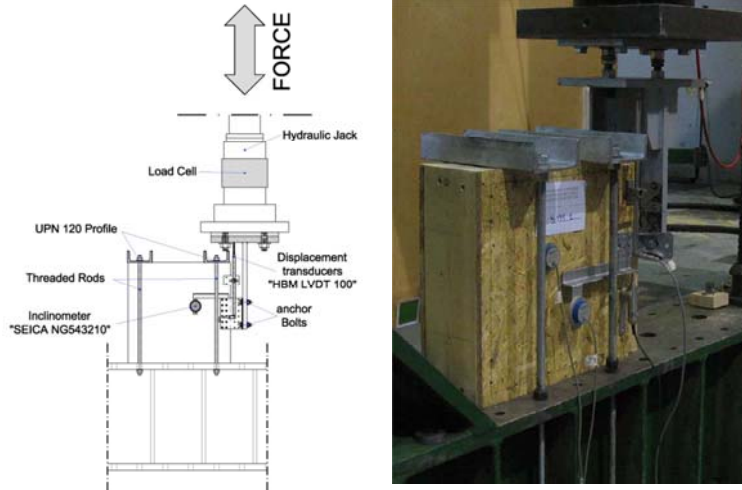 FORCE
Hydraulic Jack
Load Cell
UPN 120 Profile
Displacement
transducers
"HBM LVDT 100"
Threaded Rods
Inclinometer
"SEICA NG543210"
anchor
Bolts